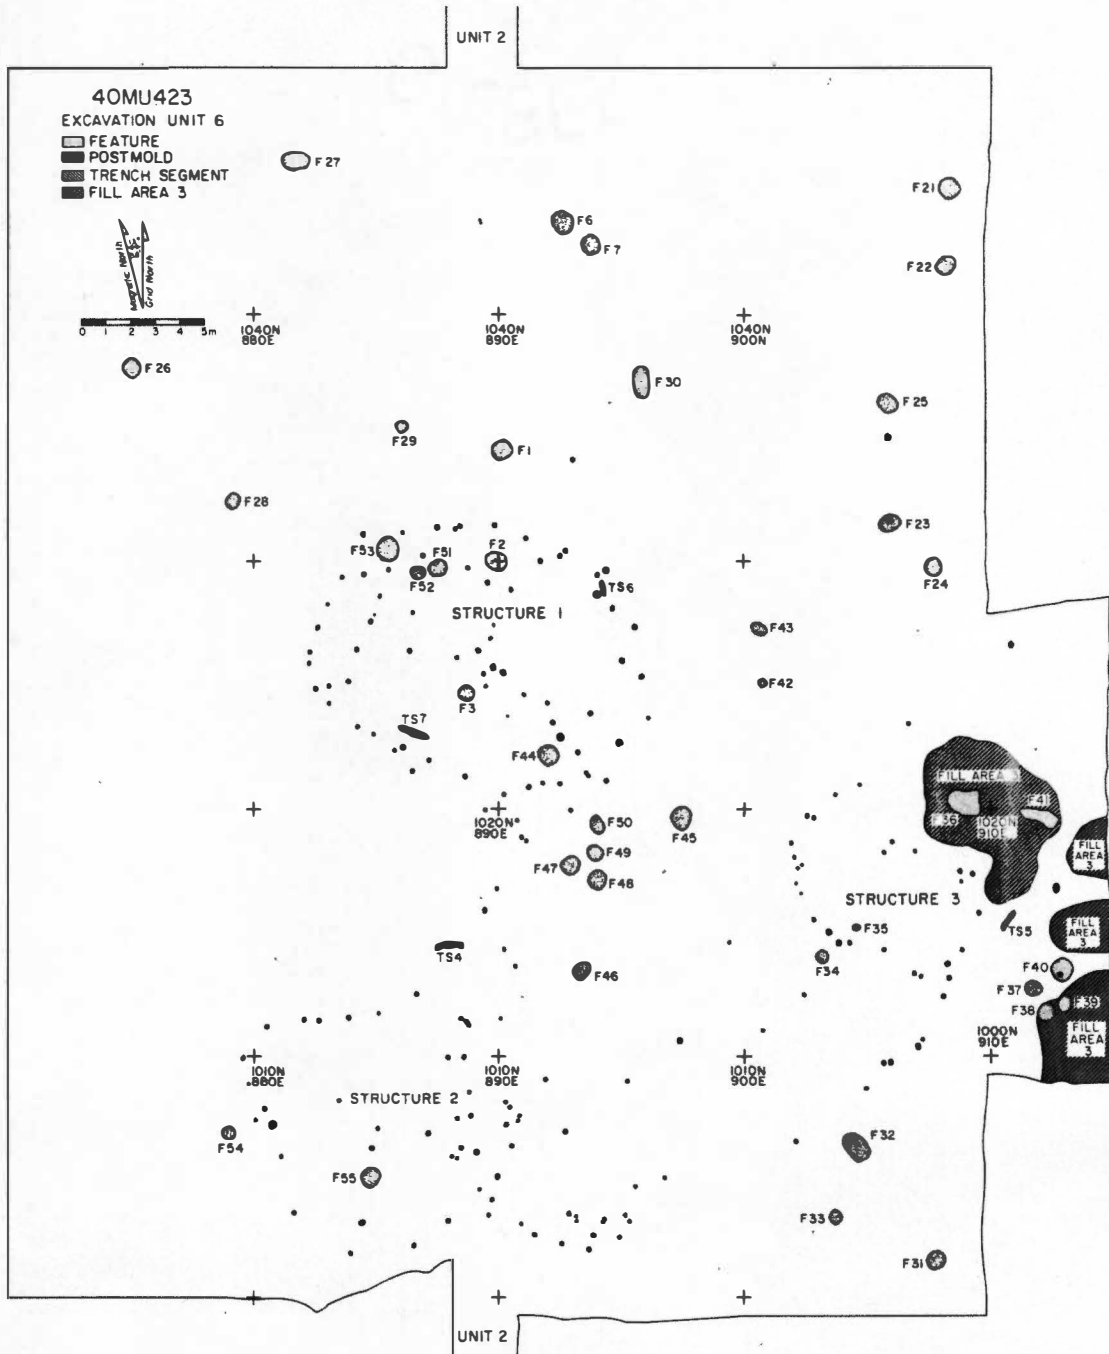 UNIT 2
40MU423
EXCAVATION UNIT 6
FEATURE
POSTMOLD
TRENCH SEGMENT
FILL AREA 3
F27
F21
F6
F7
F22
Magnetic North
Grid North
0 1 2 3 4 5m
1040N
880E
1040N
890E
1040N
900N
F26
F30
F25
F29
F1
F28
F23
F53
F51
F2
F52
TS6
F24
STRUCTURE 1
F43
F42
F3
TS7
F44
FILL AREA 3
F41
F36
1020N
910E
1020N
890E
F50
F45
F49
F47
F48
FILL
AREA
3
STRUCTURE 3
F35
TS5
FILL
AREA
3
TS4
F34
F46
F40
F37
F38
F39
FILL
AREA
3
1000N
910E
1010N
880E
1010N
890E
1010N
900E
STRUCTURE 2
F54
F32
F55
F33
F31
UNIT 2